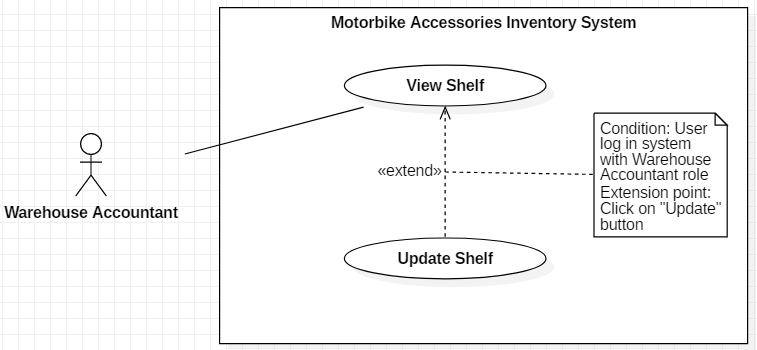 Motorbike Accessories Inventory System
View Shelf
Condition: User
log in system
with Warehouse
Accountant role
Extension point:
Click on "Update"
button
«extend»
Warehouse Accountant
Update Shelf